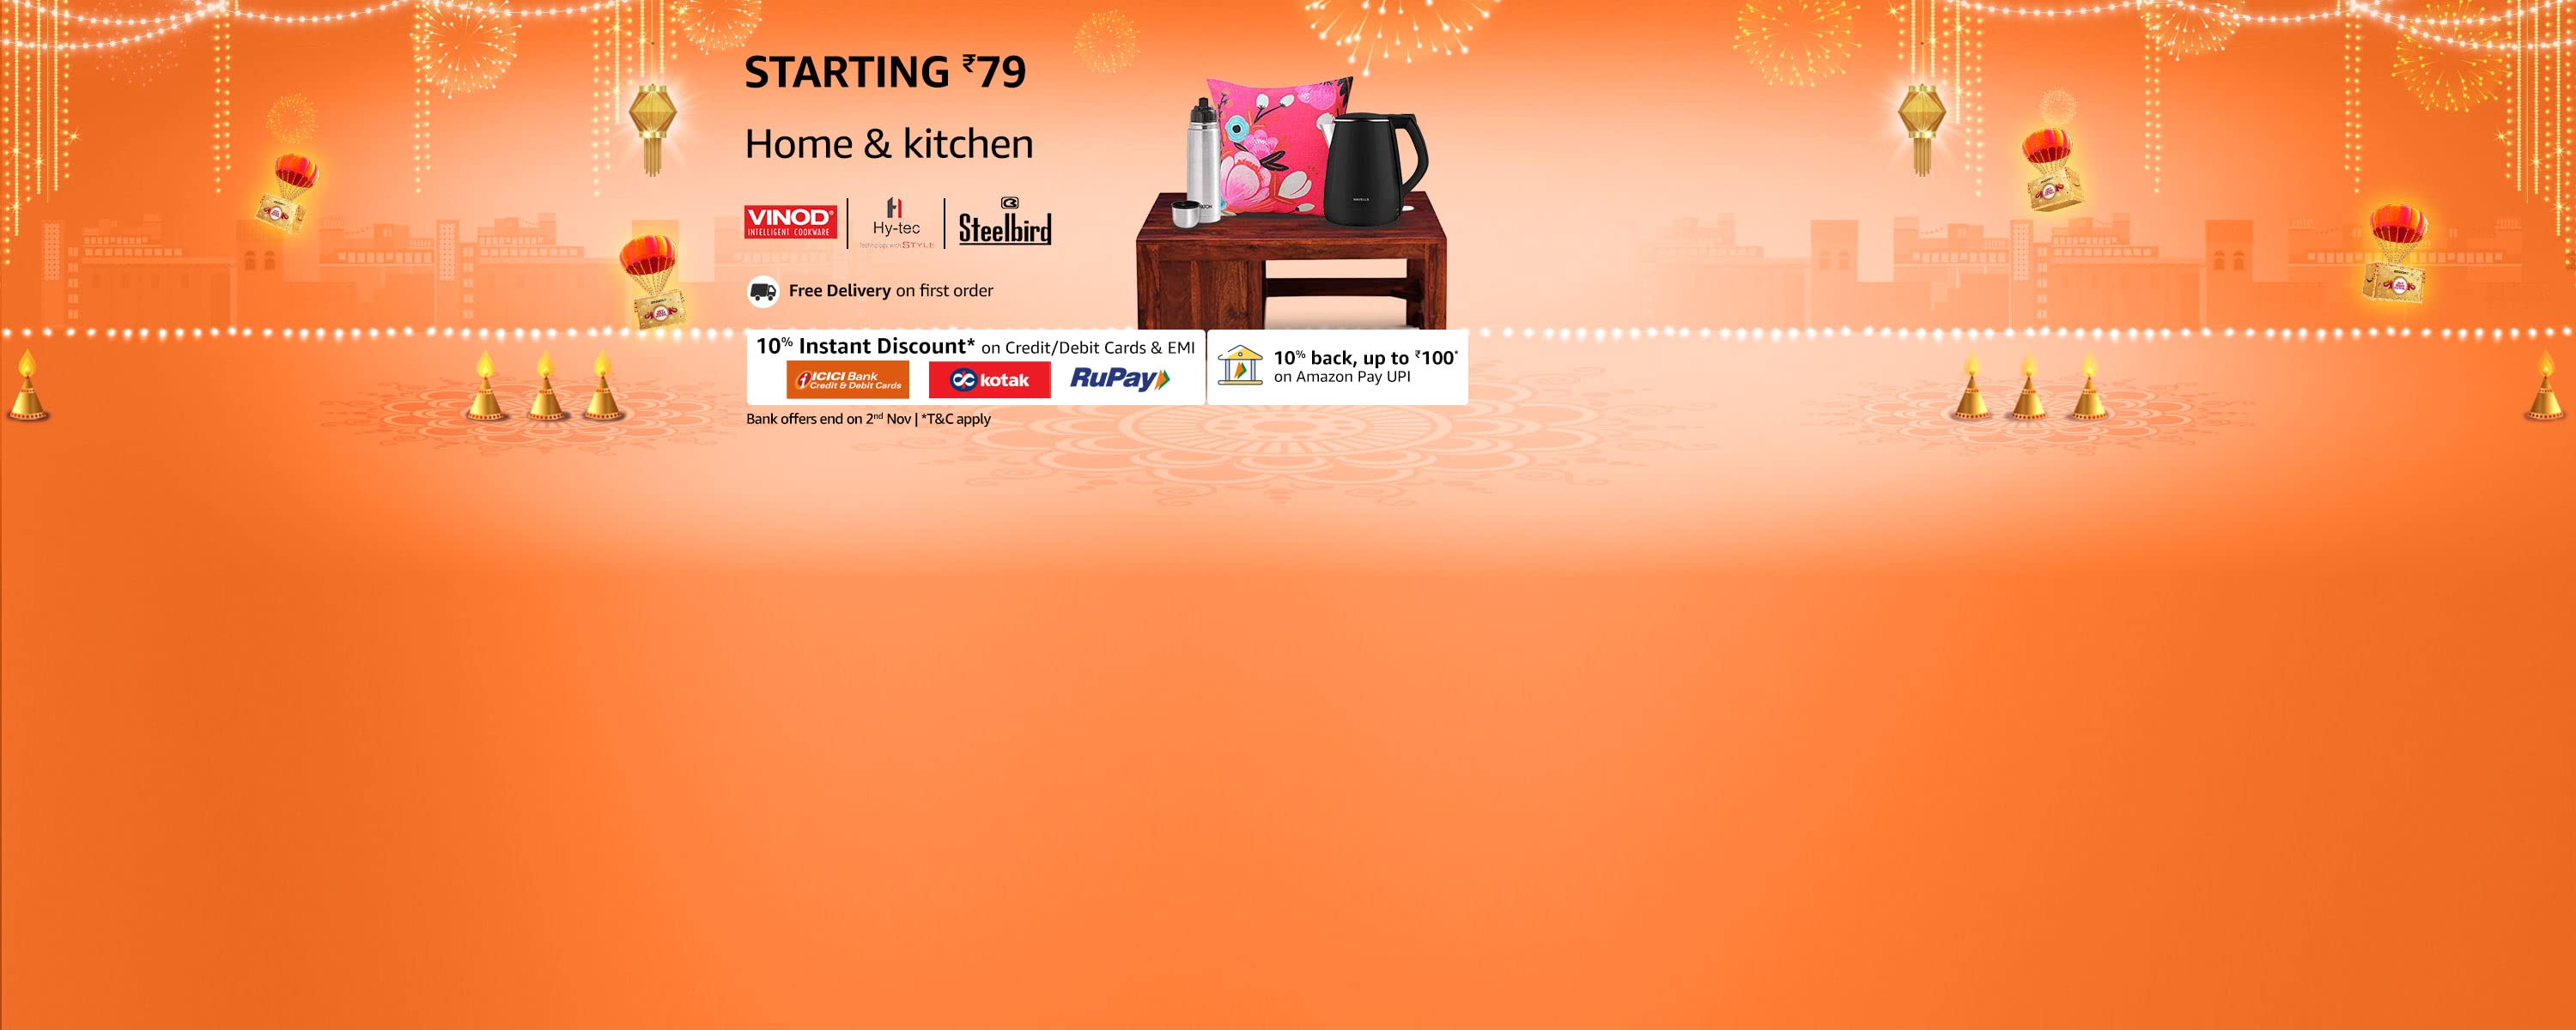 STARTING ₹79
Home & kitchen
VINOD®
INTELLIGENT COOKWARE
Hy-tec
Technology with STYLE
Steelbird
Free Delivery on first order
10% Instant Discount* on Credit/Debit Cards & EMI
ICICI Bank
Credit & Debit Cards
kotak
RuPay
10% back, up to ₹100*
on Amazon Pay UPI
Bank offers end on 2nd Nov | *T&C apply
HAVELLS